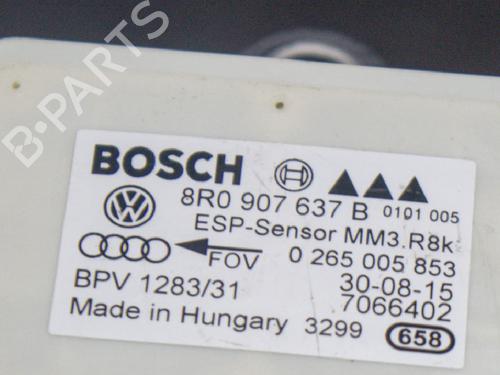 B-PARTS
BOSCH
8R0 907 637 B 0101 005
ESP-Sensor MM3.R8k
FOV 0 265 005 853
BPV 1283/31 30-08-15
7066402
Made in Hungary 3299 658